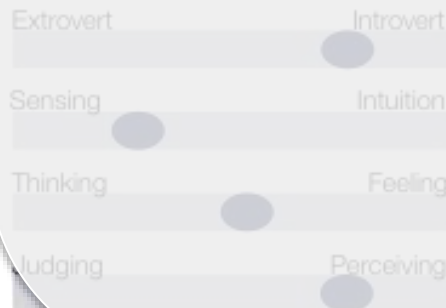 Extrovert Introvert
Sensing Intuition
Thinking Feeling
Judging Perceiving